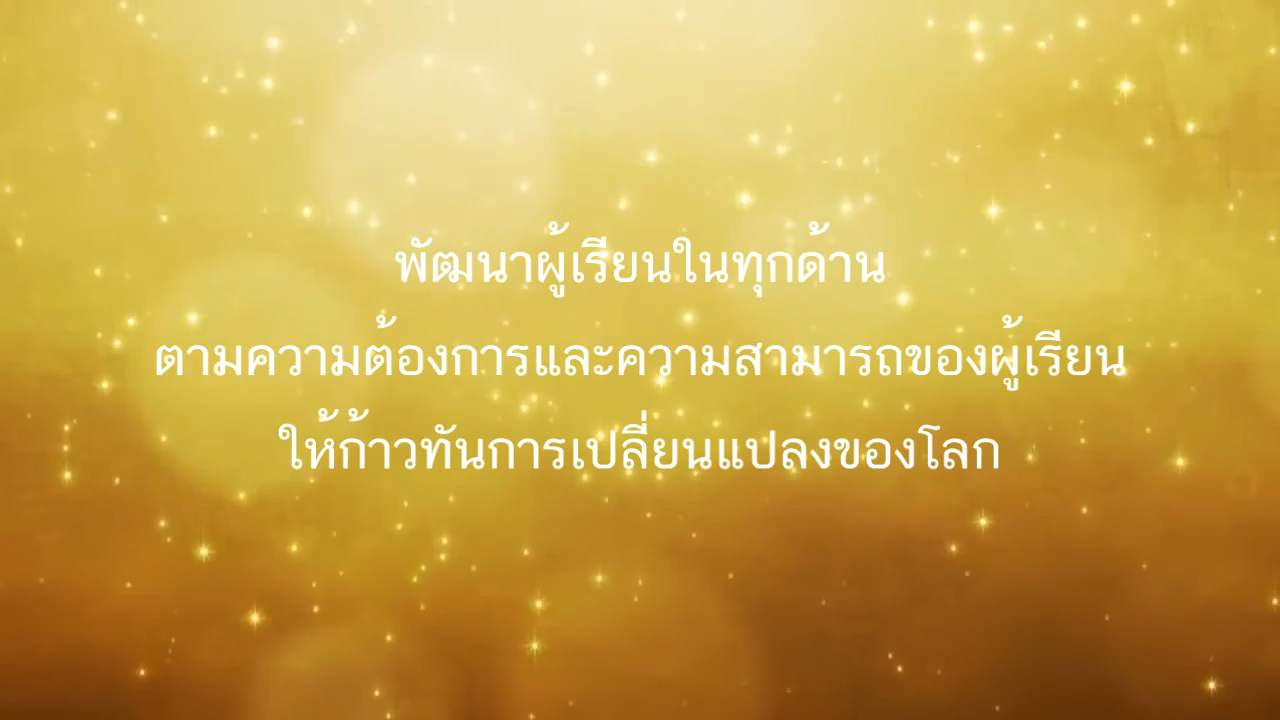 พัฒนาผู้เรียนในทุกด้าน
ตามความต้องการและความสามารถของผู้เรียน
ให้ก้าวทันการเปลี่ยนแปลงของโลก